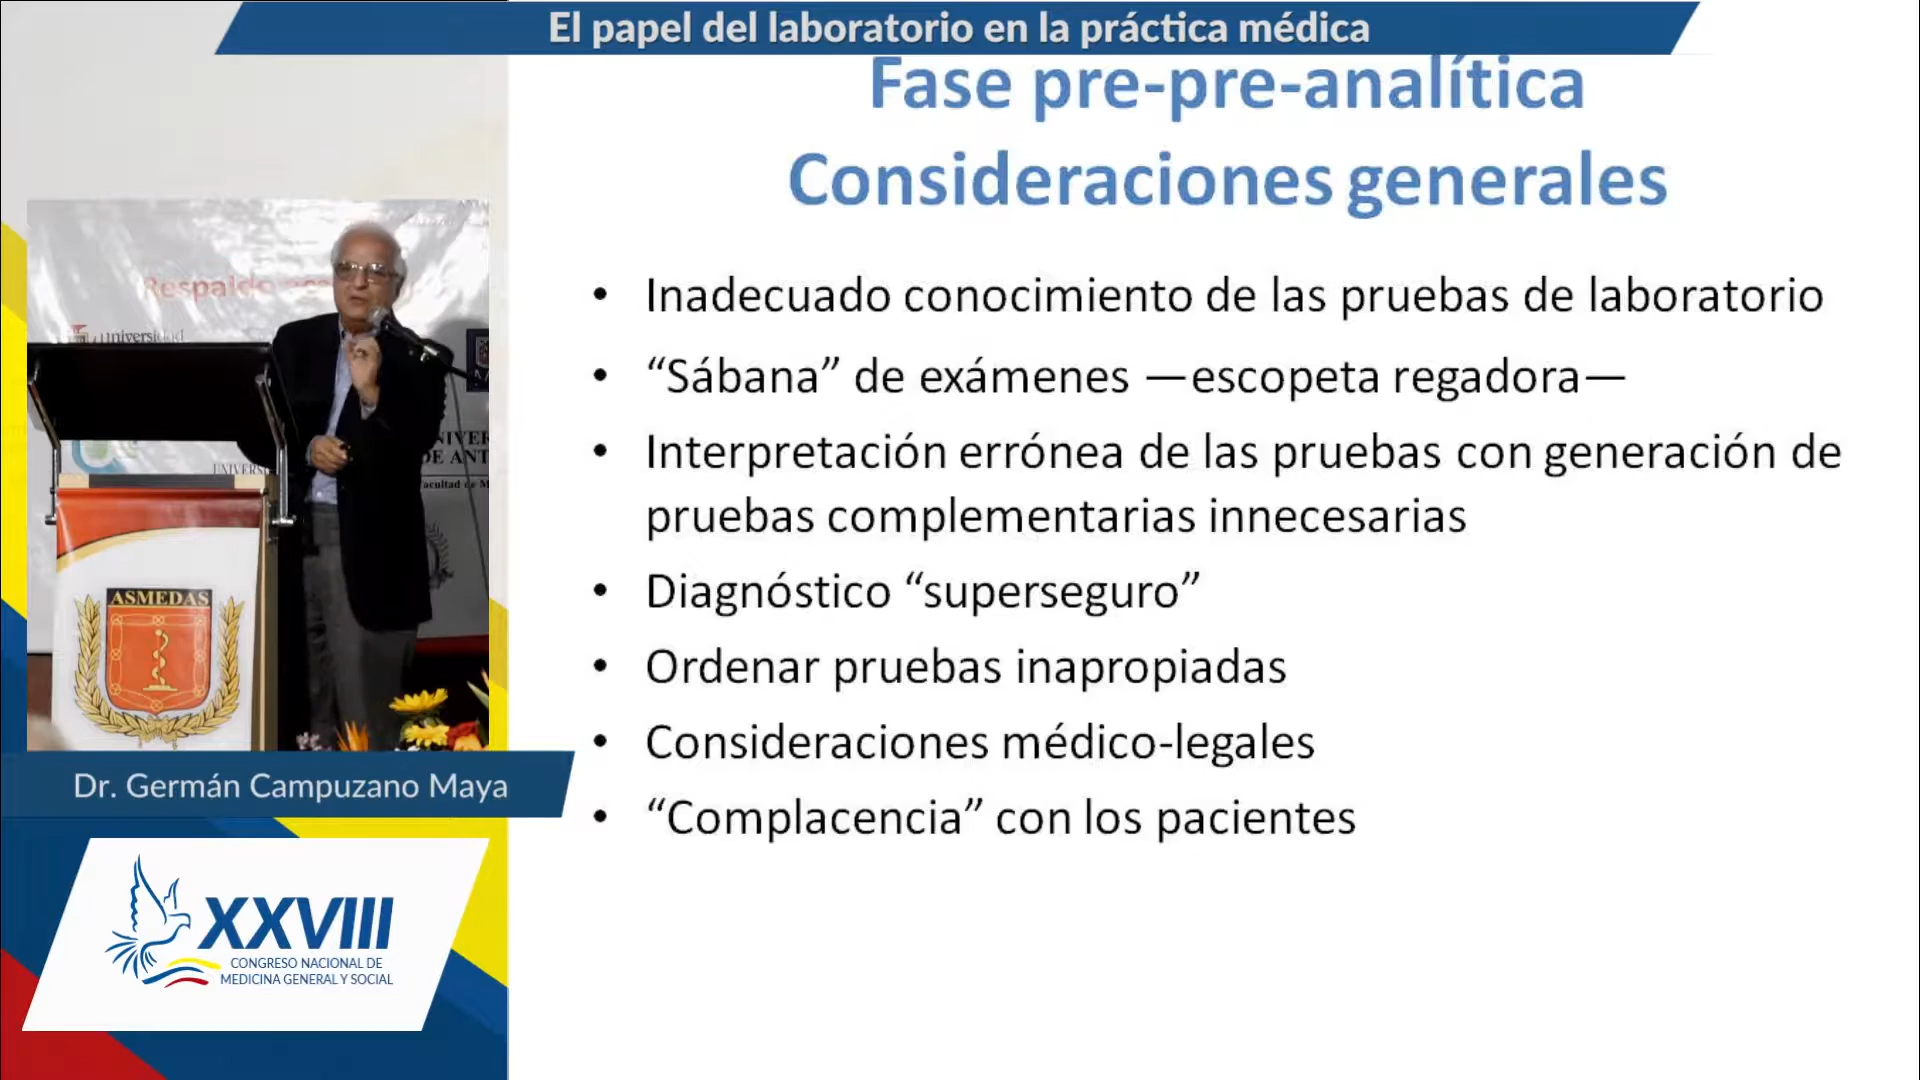 El papel del laboratorio en la práctica médica
Fase pre-pre-analítica
Consideraciones generales
• Inadecuado conocimiento de las pruebas de laboratorio
• “Sábana” de exámenes —escopeta regadora—
• Interpretación errónea de las pruebas con generación de
pruebas complementarias innecesarias
• Diagnóstico “superseguro”
• Ordenar pruebas inapropiadas
• Consideraciones médico-legales
• “Complacencia” con los pacientes
Respaldo
Universidad
ASMEDAS
Dr. Germán Campuzano Maya
XXVIII
CONGRESO NACIONAL DE
MEDICINA GENERAL Y SOCIAL